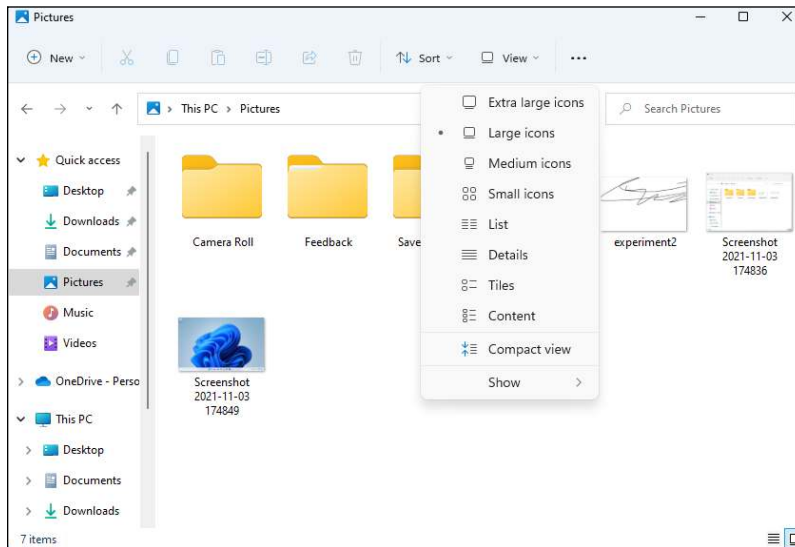 Pictures
New
Sort
View
This PC > Pictures
Search Pictures
Extra large icons
Large icons
Medium icons
Small icons
List
Details
Tiles
Content
Compact view
Show
Quick access
Desktop
Downloads
Documents
Pictures
Music
Videos
OneDrive - Perso
This PC
Desktop
Documents
Downloads
Camera Roll
Feedback
Save
experiment2
Screenshot
2021-11-03
174836
Screenshot
2021-11-03
174849
7 items